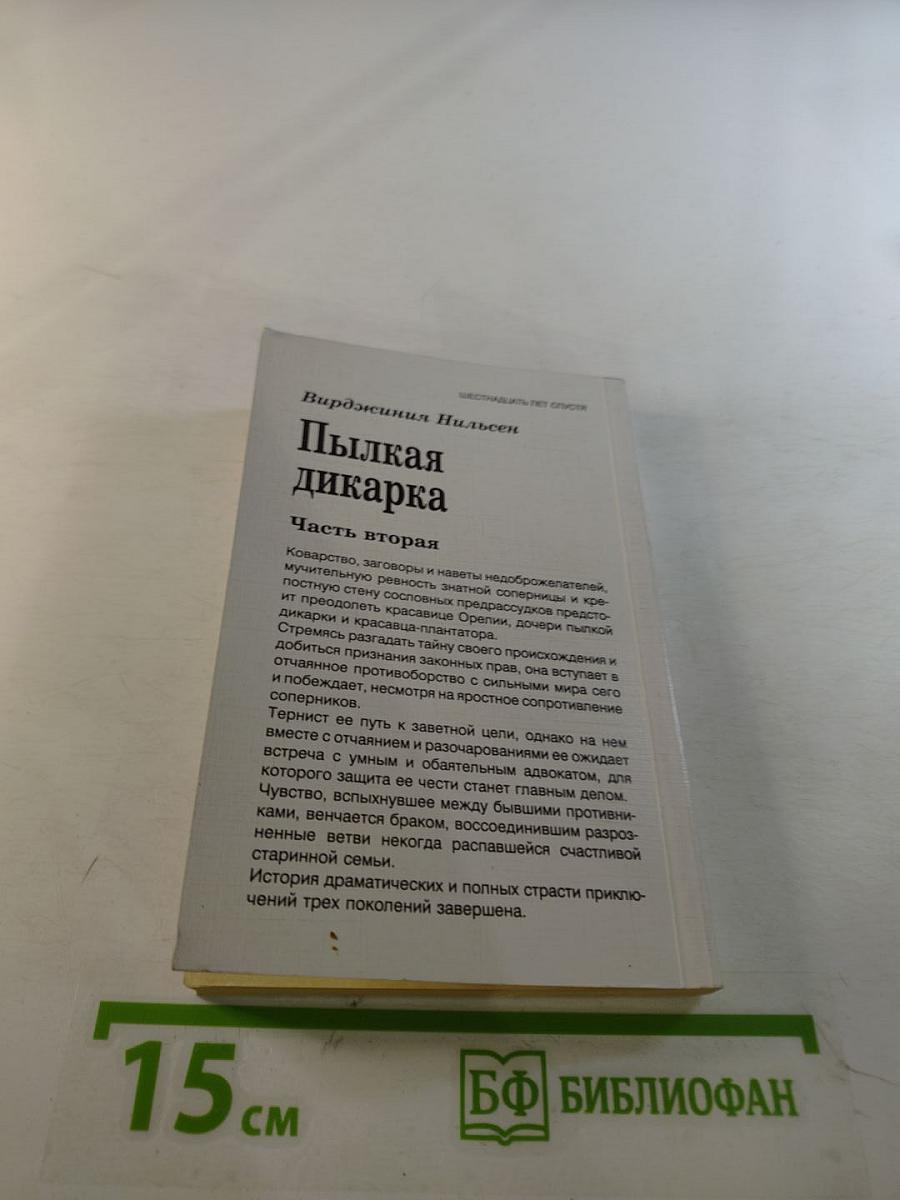 ШЕСТНАДЦАТЬ ЛЕТ СПУСТЯ
Вирджиния Нильсен
Пылкая
дикарка
Часть вторая
Коварство, заговоры и наветы недоброжелателей,
мучительную ревность знатной соперницы и кре-
постную стену сословных предрассудков предсто-
ит преодолеть красавице Орелии, дочери пылкой
дикарки и красавца-плантатора.
Стремясь разгадать тайну своего происхождения и
добиться признания законных прав, она вступает в
отчаянное противоборство с сильными мира сего
и побеждает, несмотря на яростное сопротивление
соперников.
Тернист ее путь к заветной цели, однако на нем
вместе с отчаянием и разочарованиями ее ожидает
встреча с умным и обаятельным адвокатом, для
которого защита ее чести станет главным делом.
Чувство, вспыхнувшее между бывшими противни-
ками, венчается браком, воссоединившим разроз-
ненные ветви некогда распавшейся счастливой
старинной семьи.
История драматических и полных страсти приклю-
чений трех поколений завершена.
15 см
БФ БИБЛИОФАН